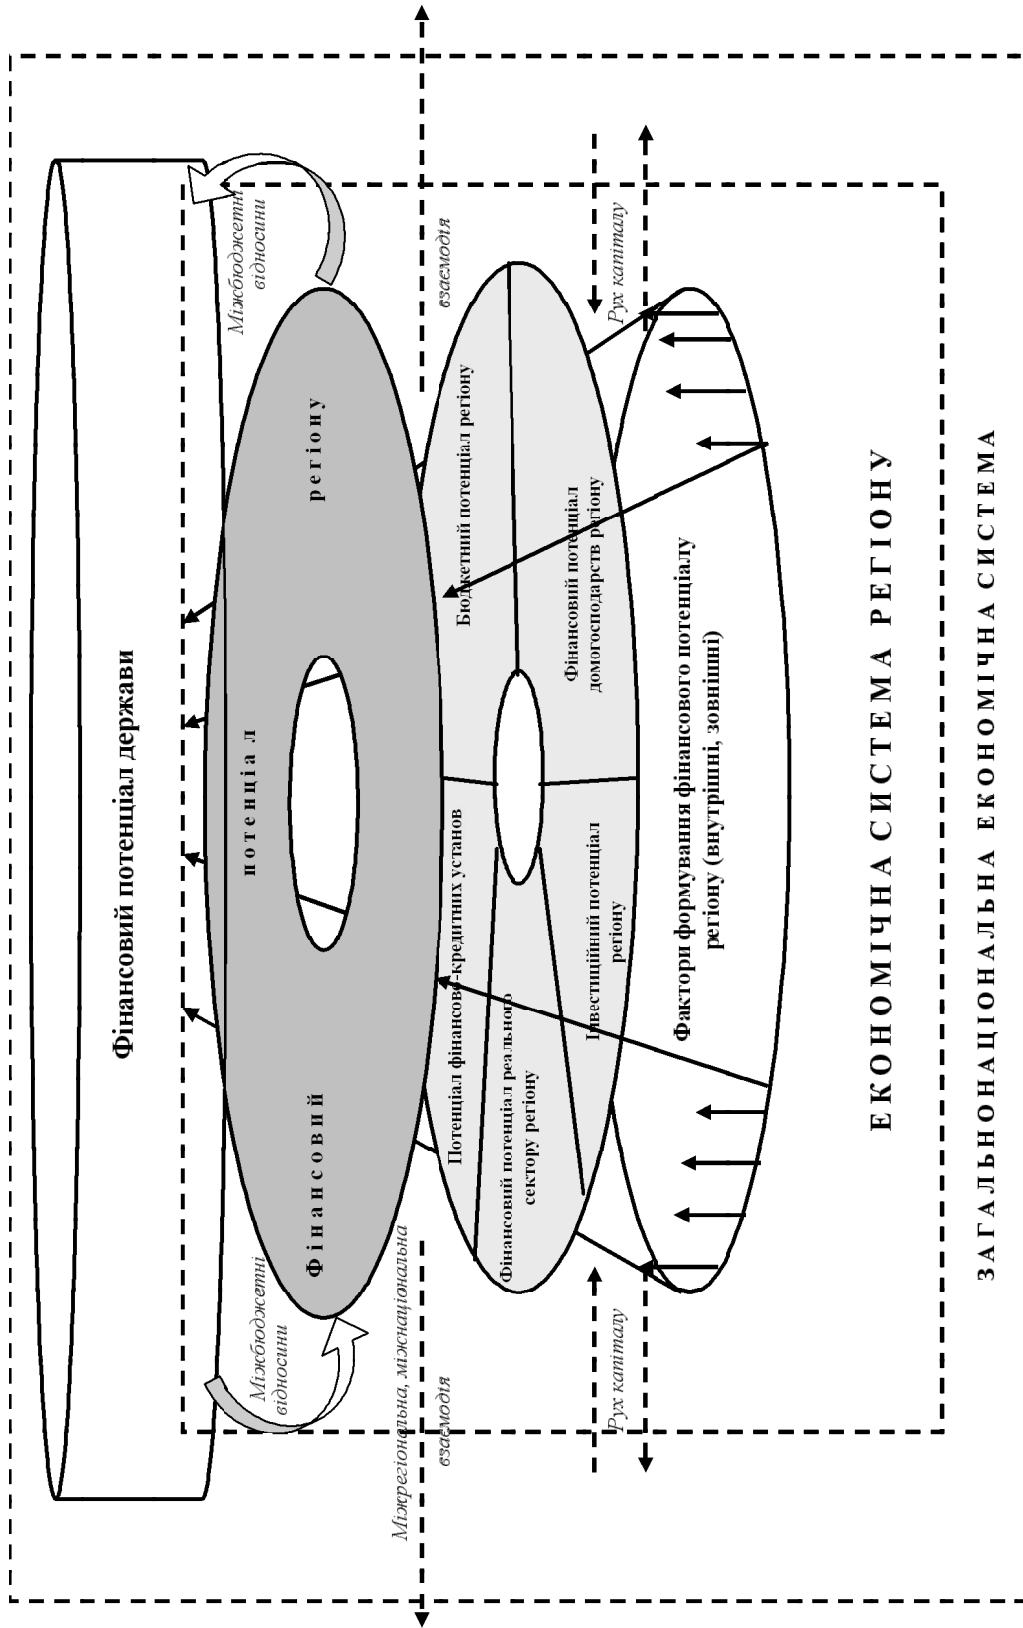 Фінансовий потенціал держави
Міжбюджетні
відносини
Міжбюджетні
відносини
Фінансовий
потенціал
регіону
Міжрегіональна, міжнаціональна
взаємодія
взаємодія
Потенціал фінансово-кредитних установ
Бюджетний потенціал регіону
Фінансовий потенціал реального
сектору регіону
Фінансовий потенціал
домогосподарств регіону
Інвестиційний потенціал
регіону
Рух капіталу
Рух капіталу
Фактори формування фінансового потенціалу
регіону (внутрішні, зовнішні)
ЕКОНОМІЧНА СИСТЕМА РЕГІОНУ
ЗАГАЛЬНОНАЦІОНАЛЬНА ЕКОНОМІЧНА СИСТЕМА